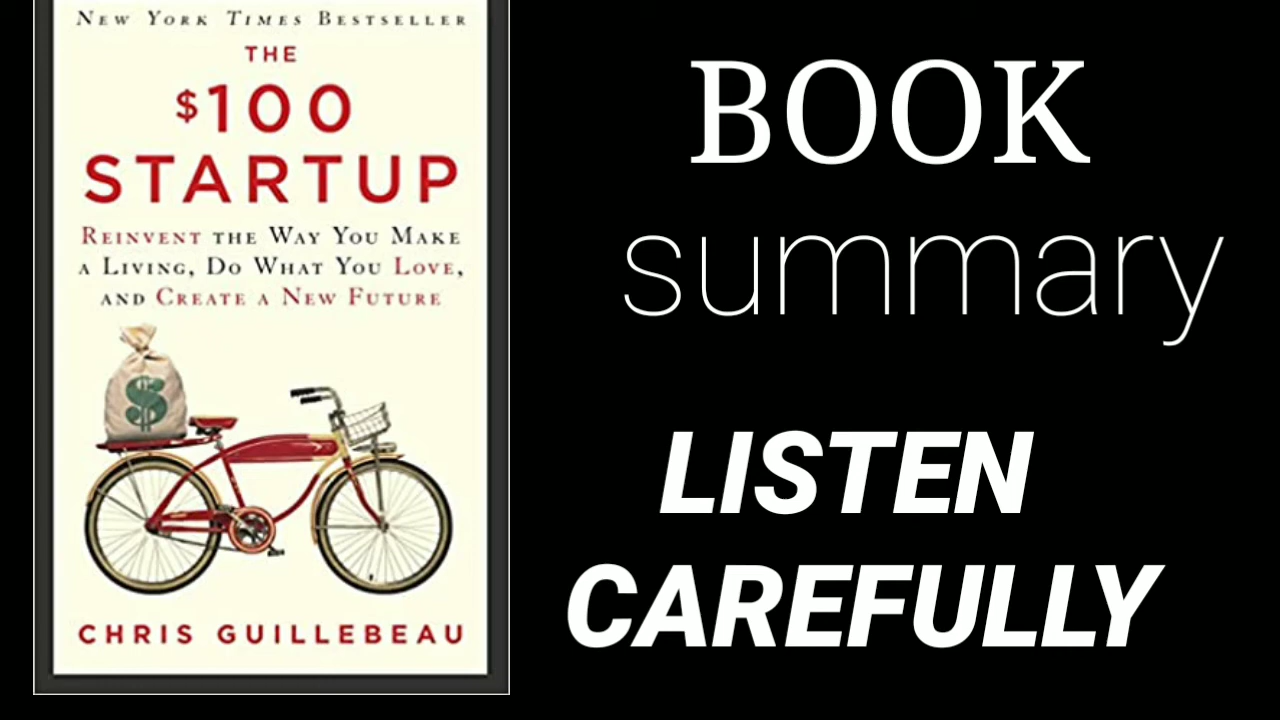 NEW YORK TIMES BESTSELLER
THE
$100
STARTUP
REINVENT THE WAY YOU MAKE
A LIVING, DO WHAT YOU LOVE,
AND CREATE A NEW FUTURE
$
CHRIS GUILLEBEAU
BOOK
summary
LISTEN
CAREFULLY